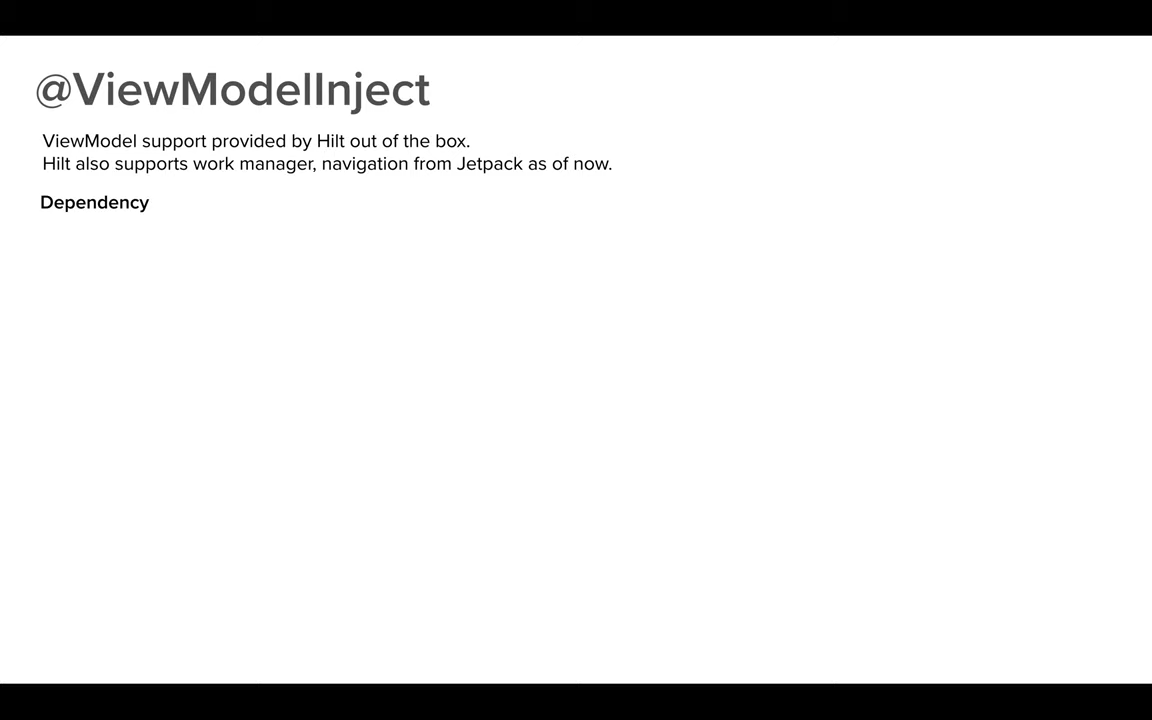 @ViewModelInject
ViewModel support provided by Hilt out of the box.
Hilt also supports work manager, navigation from Jetpack as of now.
Dependency